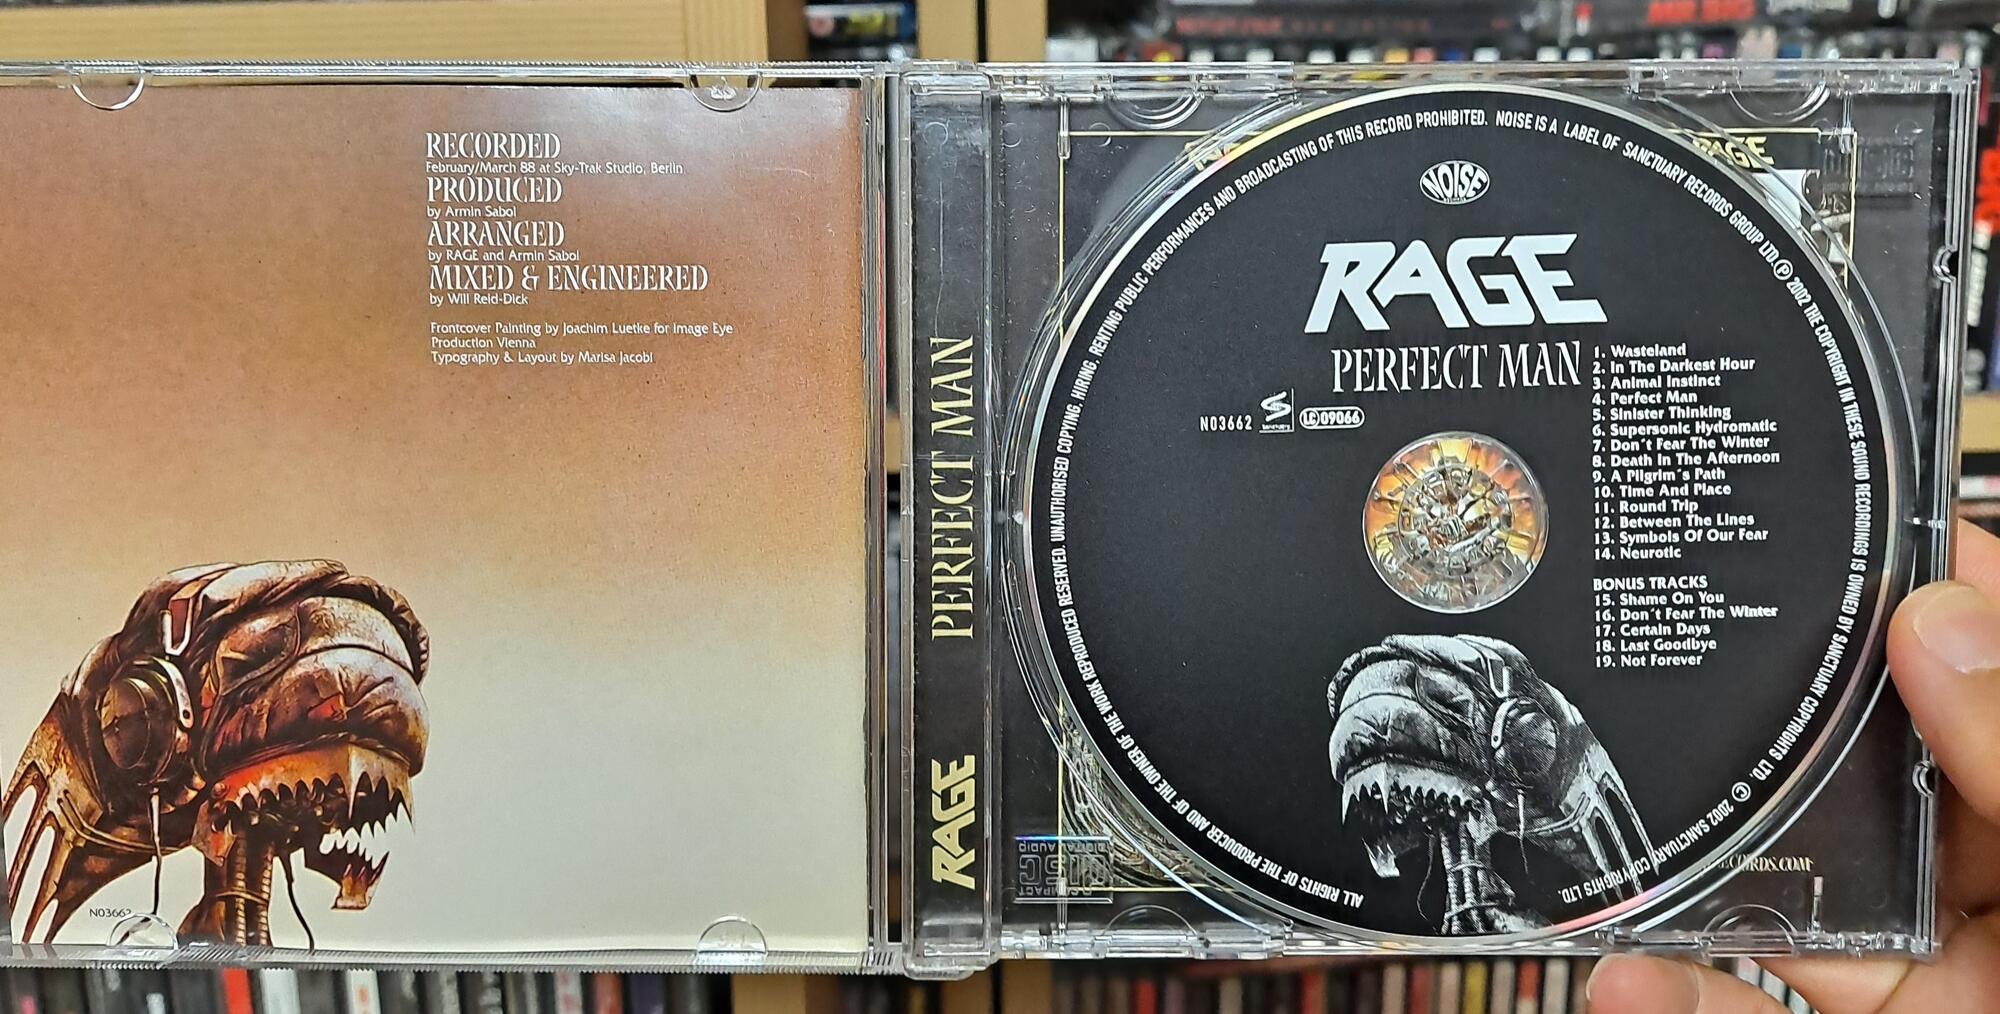 RECORDED
February/March 88 at Sky-Trak Studio, Berlin
PRODUCED
by Armin Sabol
ARRANGED
by RAGE and Armin Sabol
MIXED & ENGINEERED
by Will Reid-Dick
Frontcover Painting by Joachim Luetke for Image Eye
Production Vienna
Typography & Layout by Marisa Jacobi
N03662
PERFECT MAN
RAGE
ALL RIGHTS OF THE PRODUCER AND OF THE OWNER OF THE WORK REPRODUCED RESERVED. UNAUTHORISED COPYING, HIRING, RENTING PUBLIC PERFORMANCES AND BROADCASTING OF THIS RECORD PROHIBITED. NOISE IS A LABEL OF SANCTUARY RECORDS GROUP LTD. Ⓟ 2002 THE COPYRIGHT IN THESE SOUND RECORDINGS IS OWNED BY SANCTUARY COPYRIGHTS LTD. © 2002 SANCTUARY COPYRIGHTS LTD.
NOISE
RAGE
PERFECT MAN
N03662
SANCTUARY
LC 09066
1. Wasteland
2. In The Darkest Hour
3. Animal Instinct
4. Perfect Man
5. Sinister Thinking
6. Supersonic Hydromatic
7. Don´t Fear The Winter
8. Death In The Afternoon
9. A Pilgrim´s Path
10. Time And Place
11. Round Trip
12. Between The Lines
13. Symbols Of Our Fear
14. Neurotic
BONUS TRACKS
15. Shame On You
16. Don´t Fear The Winter
17. Certain Days
18. Last Goodbye
19. Not Forever
RAGE
COMPACT
DISC
DIGITAL AUDIO
MR. BIG